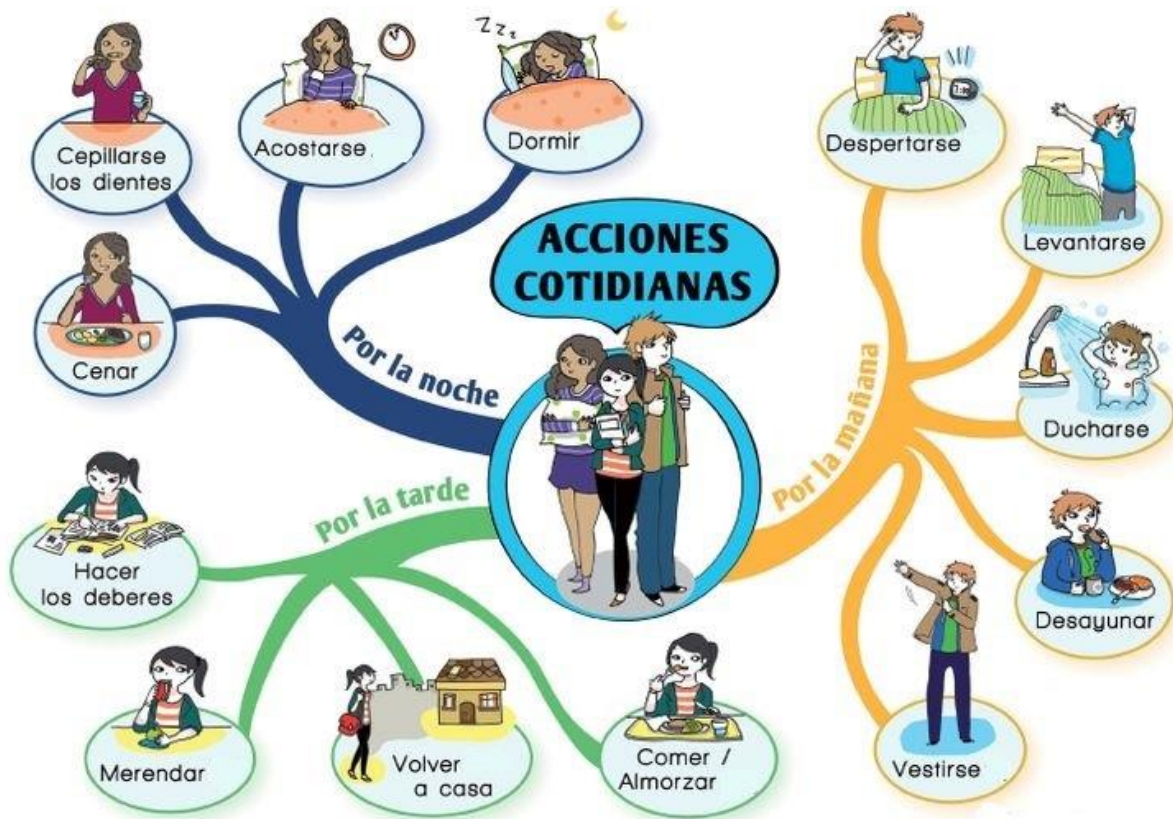 ACCIONES
COTIDIANAS
Por la mañana
Despertarse
Levantarse
Ducharse
Desayunar
Vestirse
Por la tarde
Comer /
Almorzar
Volver
a casa
Merendar
Hacer
los deberes
Por la noche
Cenar
Cepillarse
los dientes
Acostarse.
Dormir
zzz